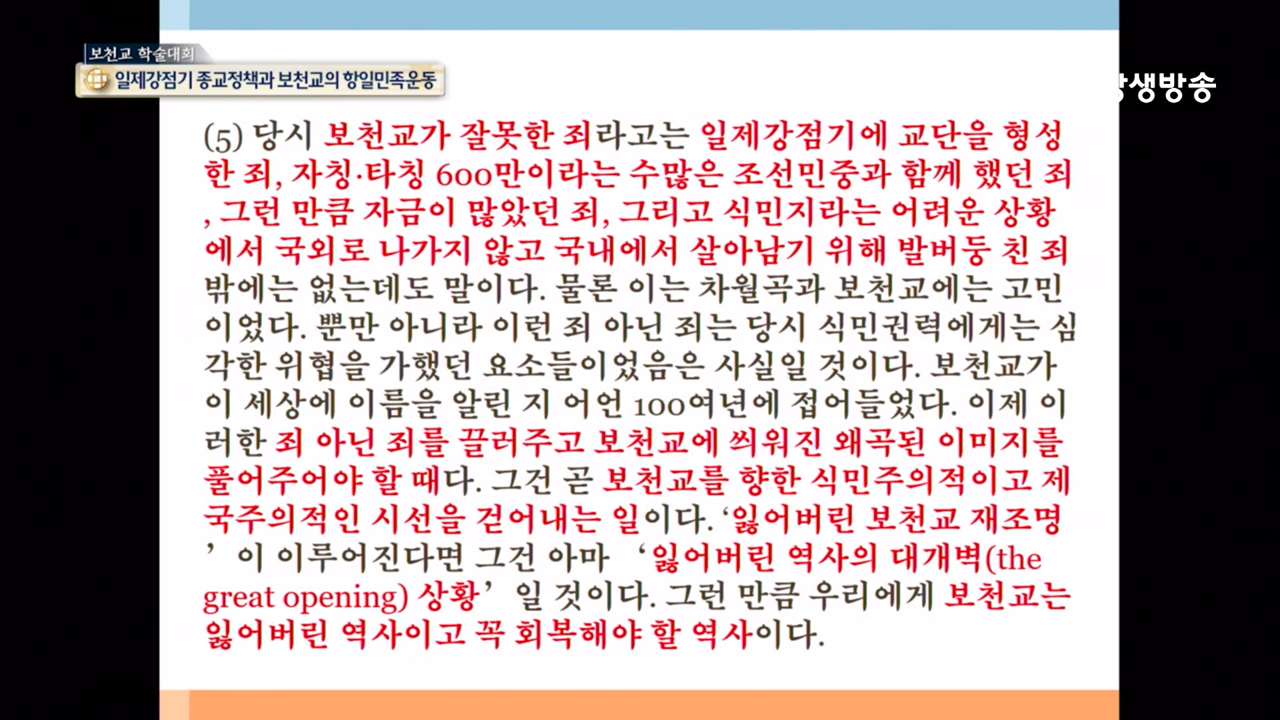 보천교 학술대회
일제강점기 종교정책과 보천교의 항일민족운동
상생방송
(5) 당시 보천교가 잘못한 죄라고는 일제강점기에 교단을 형성
한 죄, 자칭·타칭 600만이라는 수많은 조선민중과 함께 했던 죄
, 그런 만큼 자금이 많았던 죄, 그리고 식민지라는 어려운 상황
에서 국외로 나가지 않고 국내에서 살아남기 위해 발버둥 친 죄
밖에는 없는데도 말이다. 물론 이는 차월곡과 보천교에는 고민
이었다. 뿐만 아니라 이런 죄 아닌 죄는 당시 식민권력에게는 심
각한 위협을 가했던 요소들이었음은 사실일 것이다. 보천교가
이 세상에 이름을 알린 지 어언 100여년에 접어들었다. 이제 이
러한 죄 아닌 죄를 끌러주고 보천교에 씌워진 왜곡된 이미지를
풀어주어야 할 때다. 그건 곧 보천교를 향한 식민주의적이고 제
국주의적인 시선을 걷어내는 일이다. ‘잃어버린 보천교 재조명
’이 이루어진다면 그건 아마 ‘잃어버린 역사의 대개벽(the
great opening) 상황’일 것이다. 그런 만큼 우리에게 보천교는
잃어버린 역사이고 꼭 회복해야 할 역사이다.